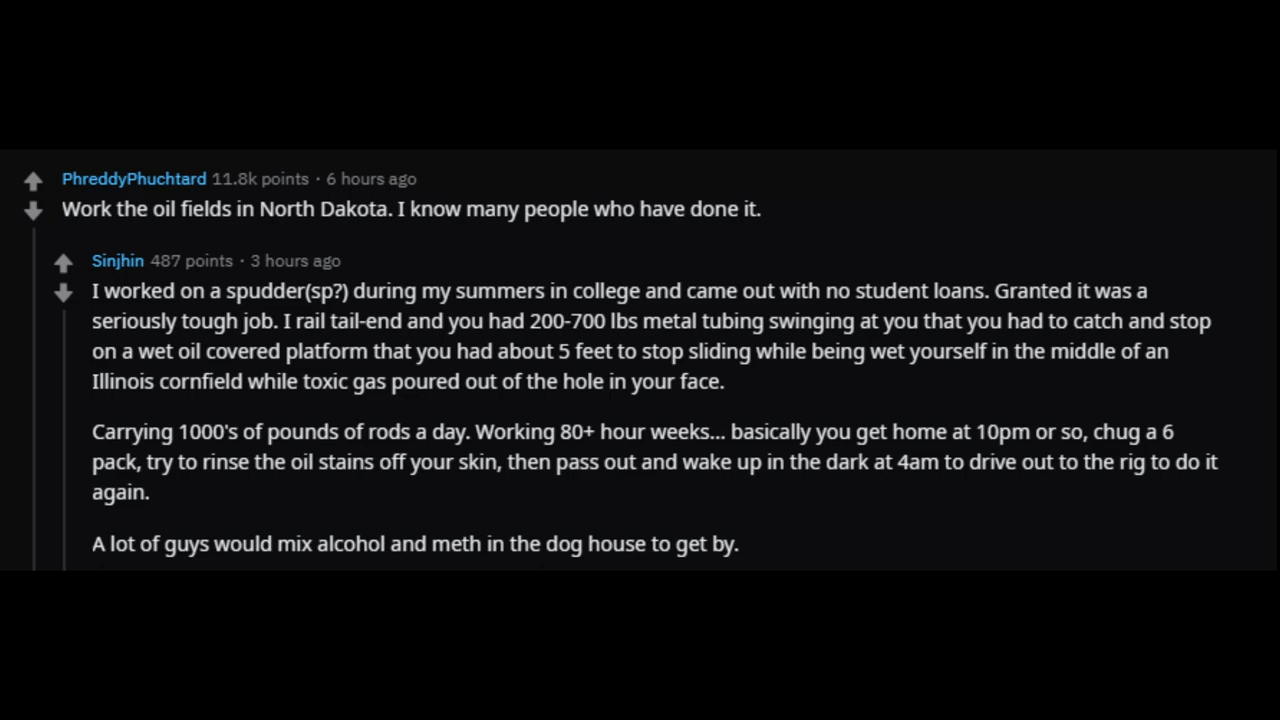 PhreddyPhuchtard 11.8k points · 6 hours ago
Work the oil fields in North Dakota. I know many people who have done it.
Sinjhin 487 points · 3 hours ago
I worked on a spudder(sp?) during my summers in college and came out with no student loans. Granted it was a
seriously tough job. I rail tail-end and you had 200-700 lbs metal tubing swinging at you that you had to catch and stop
on a wet oil covered platform that you had about 5 feet to stop sliding while being wet yourself in the middle of an
Illinois cornfield while toxic gas poured out of the hole in your face.
Carrying 1000's of pounds of rods a day. Working 80+ hour weeks... basically you get home at 10pm or so, chug a 6
pack, try to rinse the oil stains off your skin, then pass out and wake up in the dark at 4am to drive out to the rig to do it
again.
A lot of guys would mix alcohol and meth in the dog house to get by.